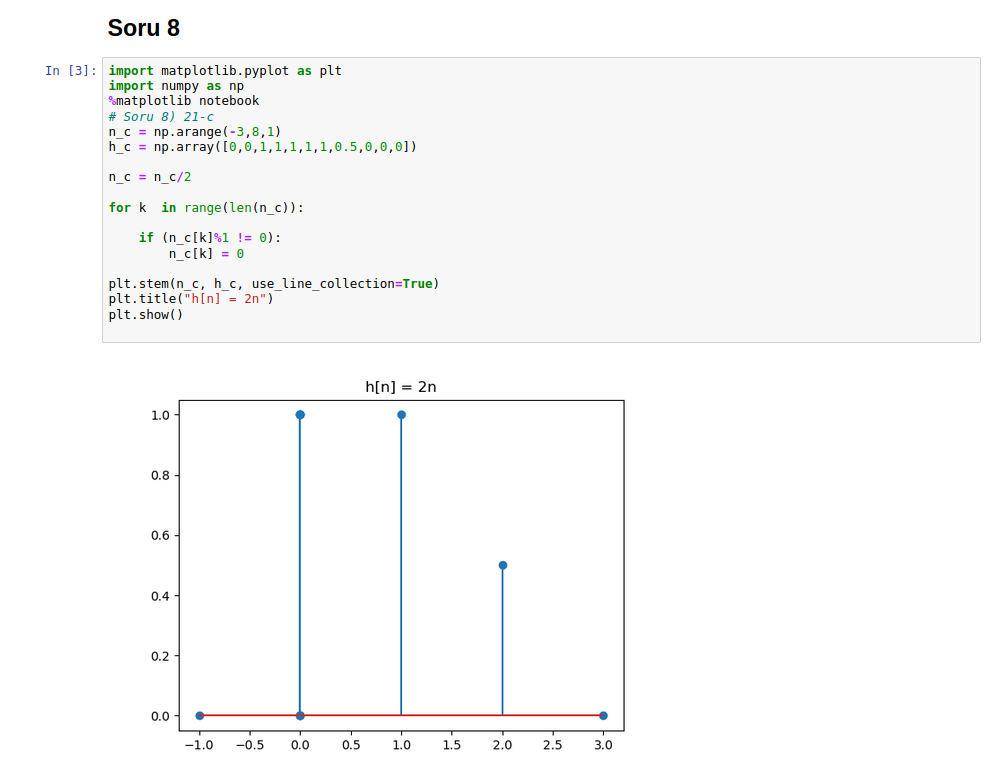 Soru 8
In [3]:
import matplotlib.pyplot as plt
import numpy as np
%matplotlib notebook
# Soru 8) 21-c
n_c = np.arange(-3,8,1)
h_c = np.array([0,0,1,1,1,1,1,0.5,0,0,0])
n_c = n_c/2
for k  in range(len(n_c)):
    if (n_c[k]%1 != 0):
        n_c[k] = 0
plt.stem(n_c, h_c, use_line_collection=True)
plt.title("h[n] = 2n")
plt.show()
h[n] = 2n
1.0
0.8
0.6
0.4
0.2
0.0
−1.0 −0.5 0.0 0.5 1.0 1.5 2.0 2.5 3.0